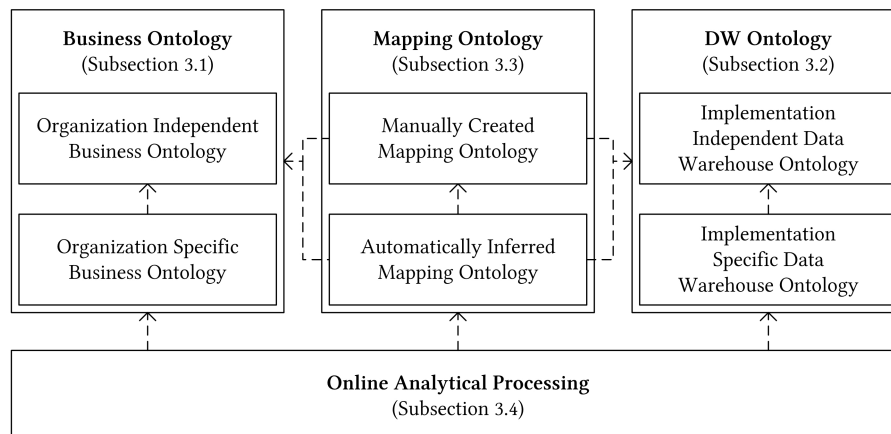 Business Ontology
(Subsection 3.1)
Organization Independent
Business Ontology
Organization Specific
Business Ontology
Mapping Ontology
(Subsection 3.3)
Manually Created
Mapping Ontology
Automatically Inferred
Mapping Ontology
DW Ontology
(Subsection 3.2)
Implementation
Independent Data
Warehouse Ontology
Implementation
Specific Data
Warehouse Ontology
Online Analytical Processing
(Subsection 3.4)